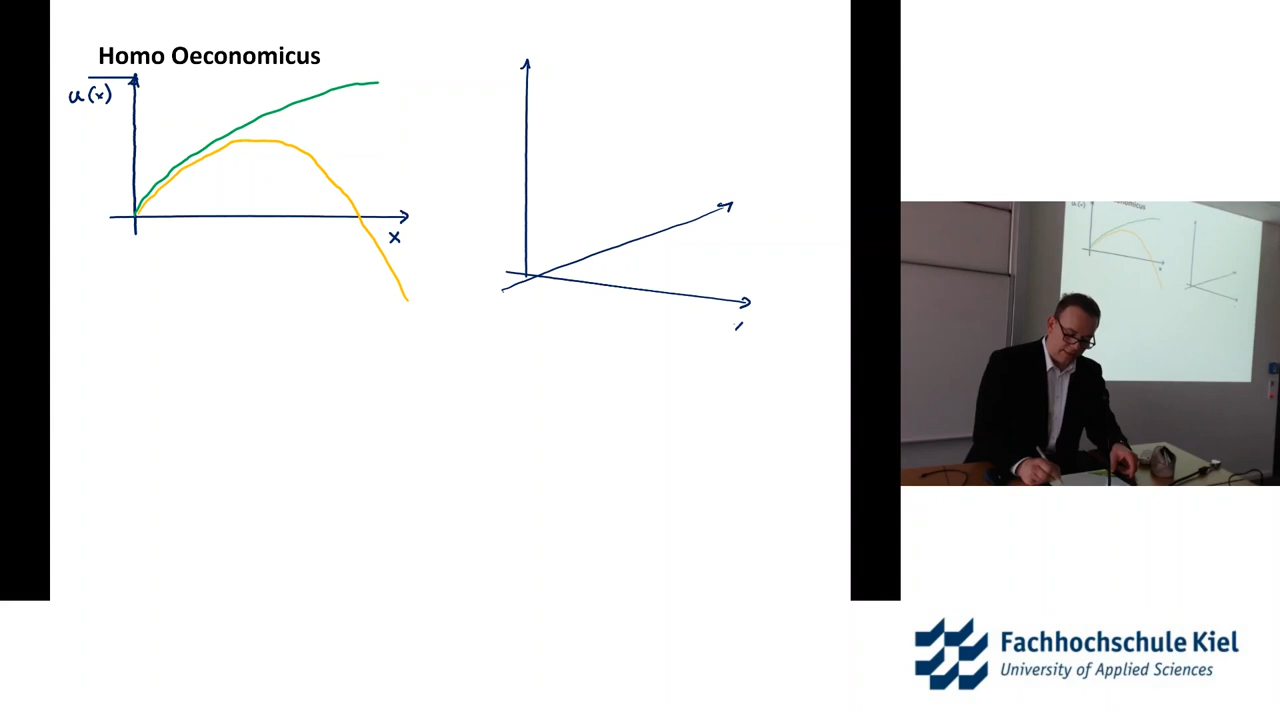 Homo Oeconomicus
u(x)
x
Fachhochschule Kiel
University of Applied Sciences